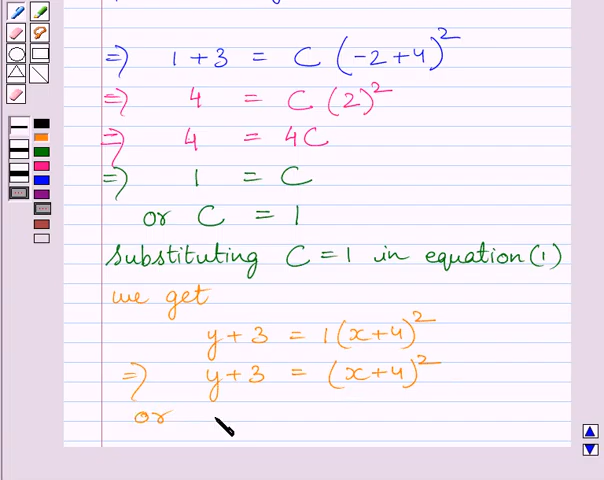 ⇒ 1 + 3 = C (-2+4)²
⇒ 4 = C (2)²
⇒ 4 = 4C
⇒ 1 = C
or C = 1
substituting C = 1 in equation (1)
we get
y + 3 = 1(x+4)²
⇒ y + 3 = (x+4)²
or